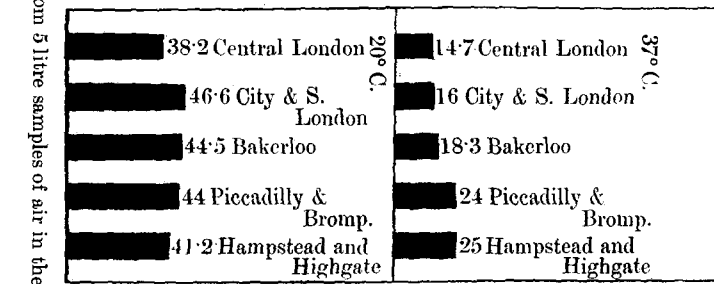 om 5 litre samples of air in the
20° C.
38·2 Central London
46·6 City & S.
London
44·5 Bakerloo
44 Piccadilly &
Bromp.
41·2 Hampstead and
Highgate
37° C.
14·7 Central London
16 City & S. London
18·3 Bakerloo
24 Piccadilly &
Bromp.
25 Hampstead and
Highgate